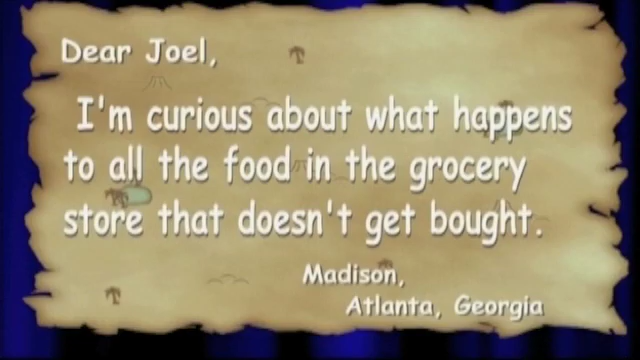 Dear Joel,
I'm curious about what happens
to all the food in the grocery
store that doesn't get bought.
Madison,
Atlanta, Georgia